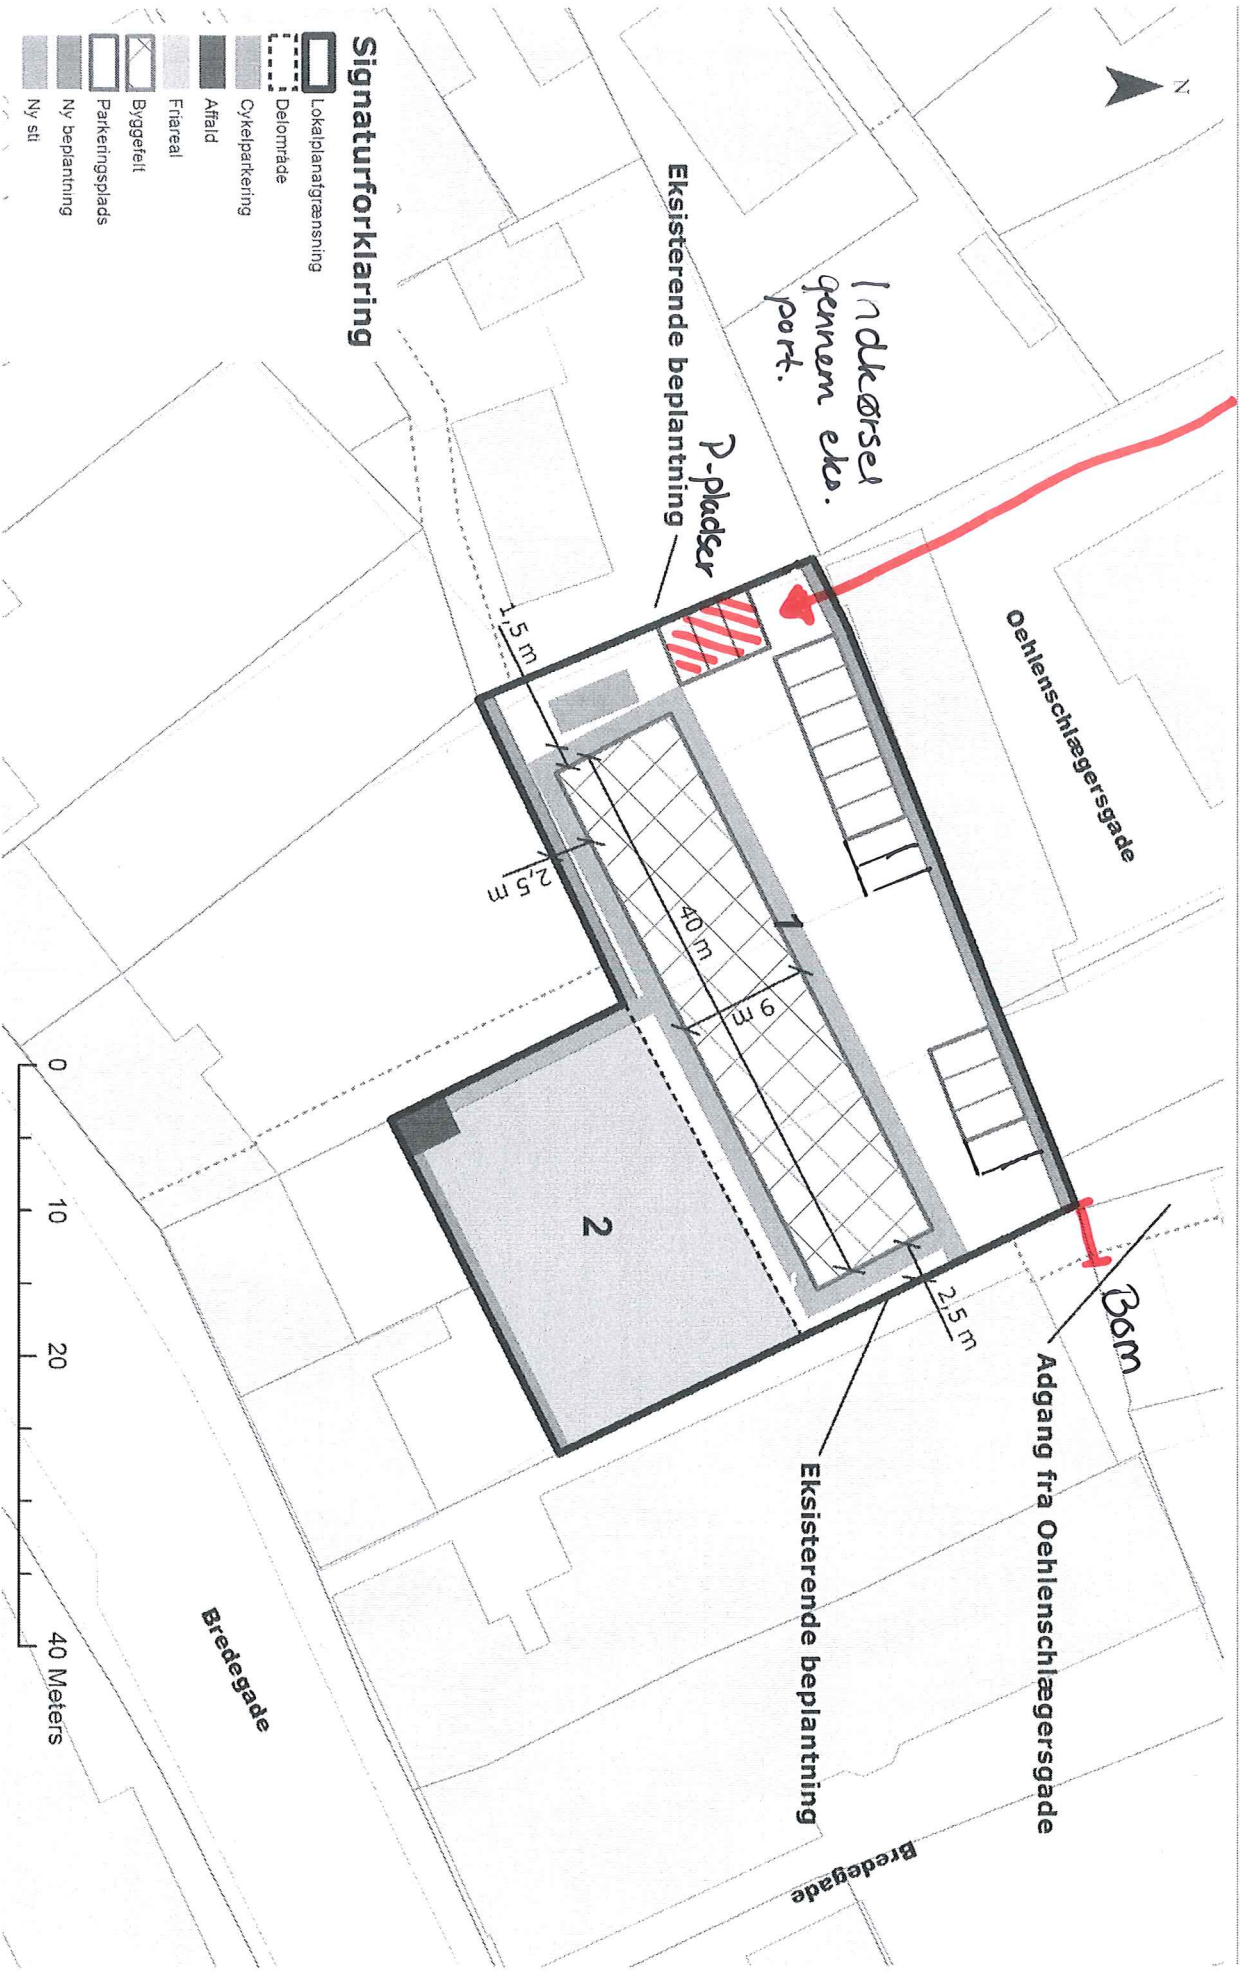 N
Signaturforklaring
Lokalplanafgrænsning
Delområde
Cykelparkering
Affald
Friareal
Byggefelt
Parkeringsplads
Ny beplantning
Ny sti
Indkørsel
gennem eks.
port.
P-pladser
Eksisterende beplantning
Oehlenschlægersgade
1,5 m
2,5 m
40 m
9 m
1
2
2,5 m
Bom
Adgang fra Oehlenschlægersgade
Eksisterende beplantning
Bredegade
Bredegade
0 10 20 40 Meters